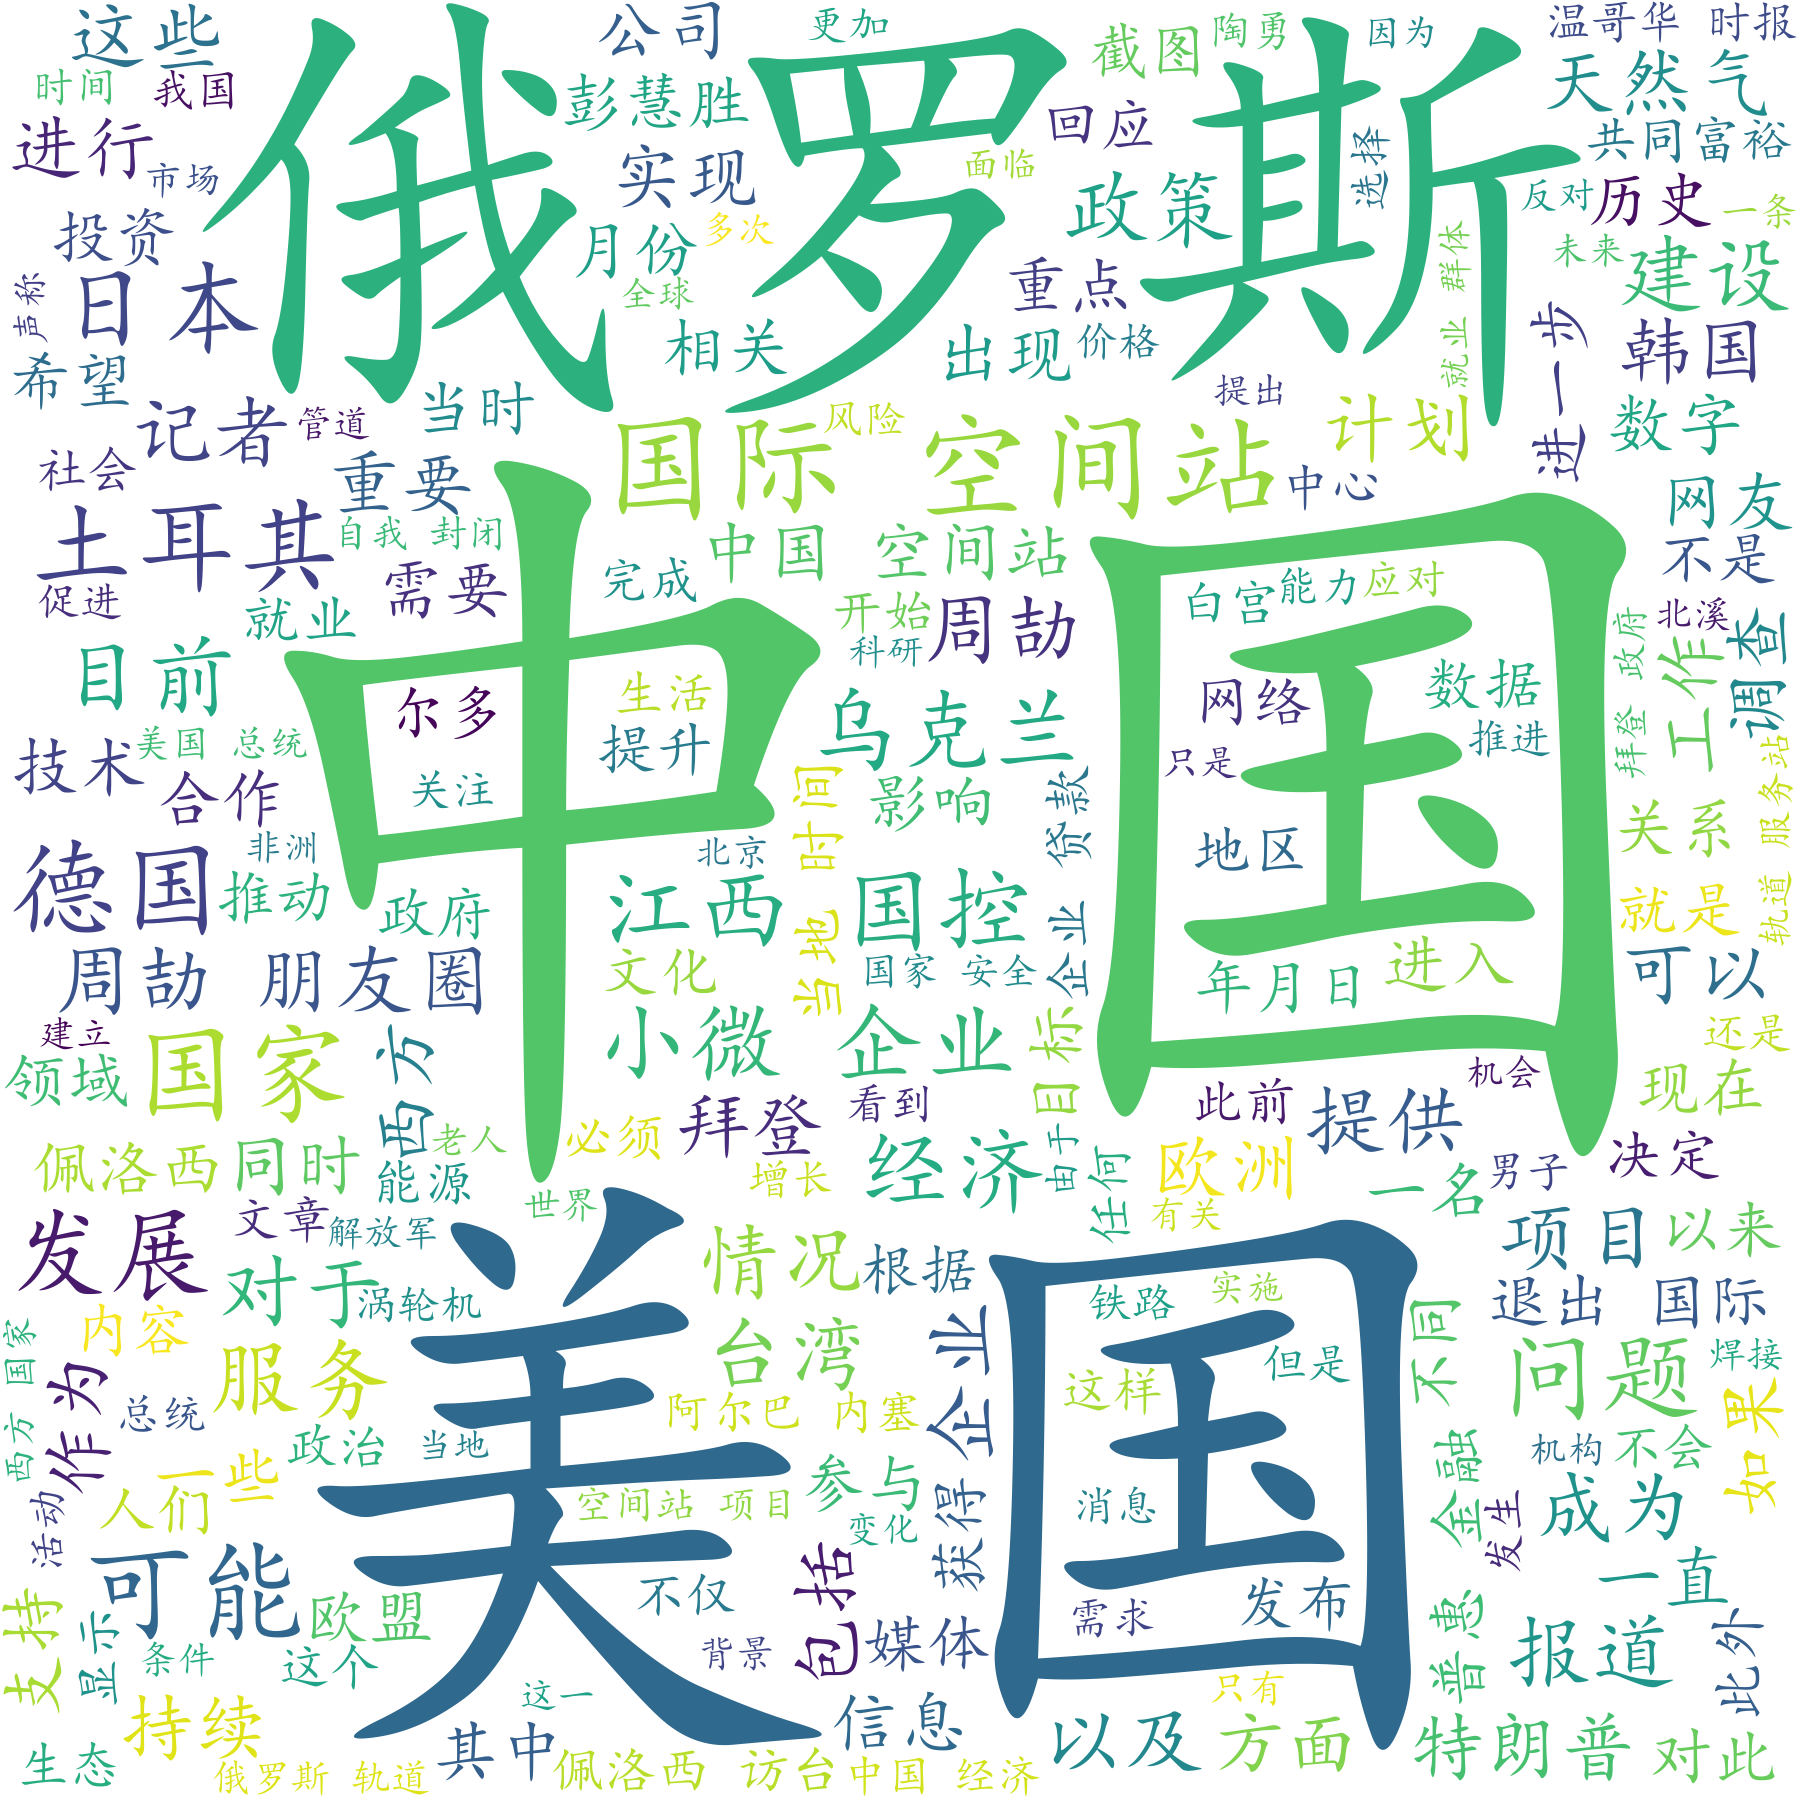 这些
公司
更加
截图
陶勇
因为
温哥华 时报
俄罗斯
时间
我国
彭慧胜
回应
天然气
进行
市场
实现
面临
选择
共同富裕
投资
月份
多次
政策
反对
历史
一条
声称
日本
全球
重点
就业 群体
未来
建设
希望
相关
出现
价格
进一步
韩国
记者
管道
当时
风险
提出
计划
数字
社会
重要
国际 空间站
中心
网友
土耳其
自我 封闭
中国 空间站
中国
不是
促进
就业
需要
完成
开始
周劼
白宫
能力
应对
拜登 政府
北溪
工作
调查
目前
尔多
生活
科研
网络
数据
技术
美国 总统
提升
乌克兰
只是
推进
合作
关注
当地 时间
影响
企业 贷款
关系
轨道 服务站
德国
非洲
推动
北京
地区
政府
江西 国控
就是
周劼 朋友圈
文化
国家 安全
年月日
进入
可以
建立
领域
国家
西方
小微 企业
目标
还是
此前
机会
现在
佩洛西
同时
能源
老人
必须
拜登
看到
经济
由于
任何
欧洲
提供
一名
男子
决定
发展
文章
解放军
世界
增长
有关
项目
以来
对于
涡轮机
情况
根据
铁路
实施
退出 国际
内容
西方 国家
作为
服务
美国
台湾
企业
获得
这样
但是
不同
问题
焊接
总统
政治
当地
阿尔巴 内塞
金融
机构
不会
如果
人们
一些
活动
空间站 项目
参与
变化
消息
发生
成为
可能
欧盟
不仅
包括
需求
发布
普惠
一直
支持
显示
条件
这个
背景
媒体
报道
此外
持续
这一
信息
只有
生态
俄罗斯 轨道
其中
佩洛西 访台
中国 经济
以及
方面
特朗普
对此